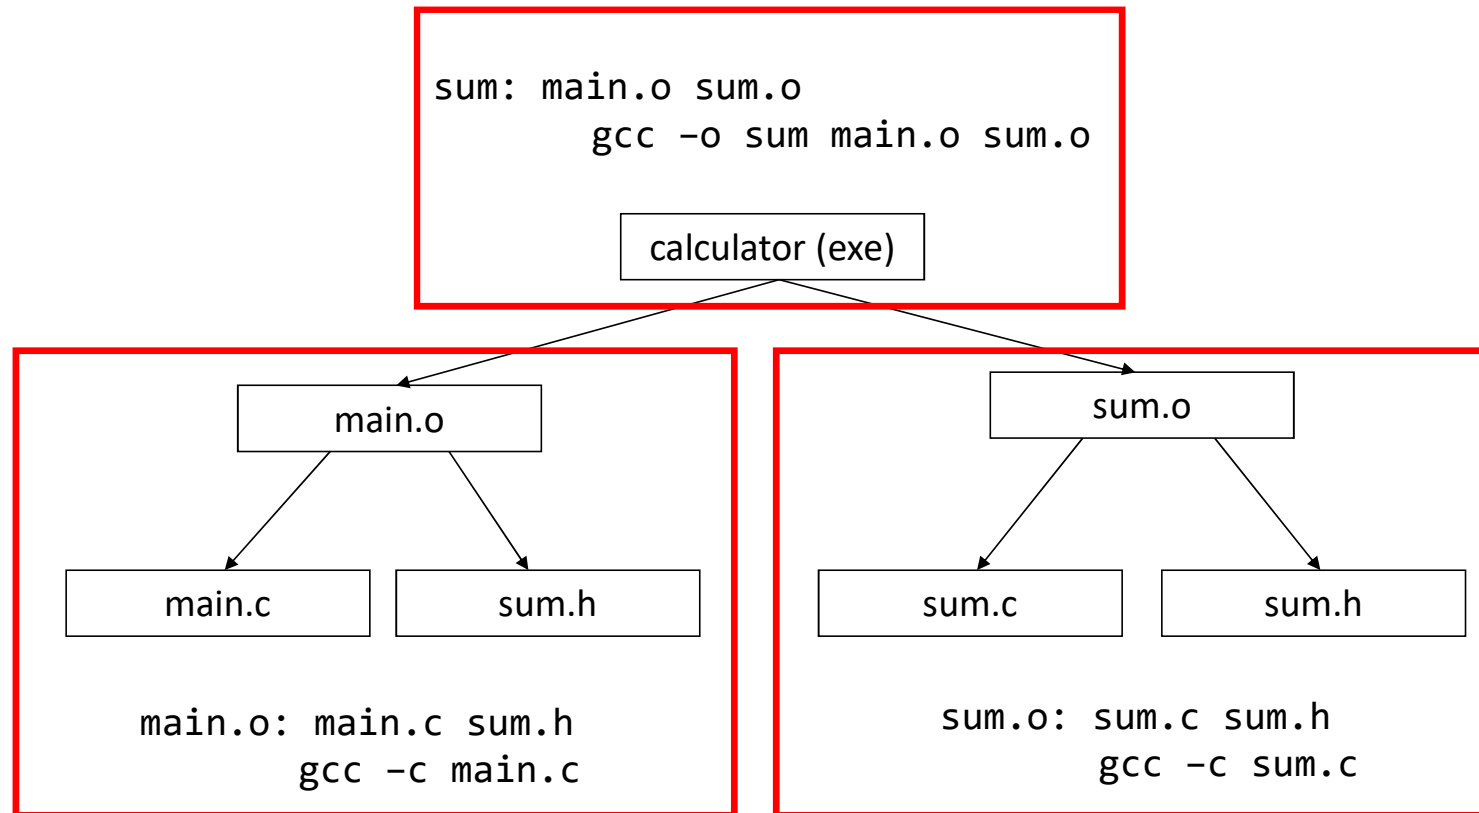 sum: main.o sum.o
gcc –o sum main.o sum.o
calculator (exe)
main.o
sum.o
main.c
sum.h
sum.c
sum.h
main.o: main.c sum.h
gcc –c main.c
sum.o: sum.c sum.h
gcc –c sum.c